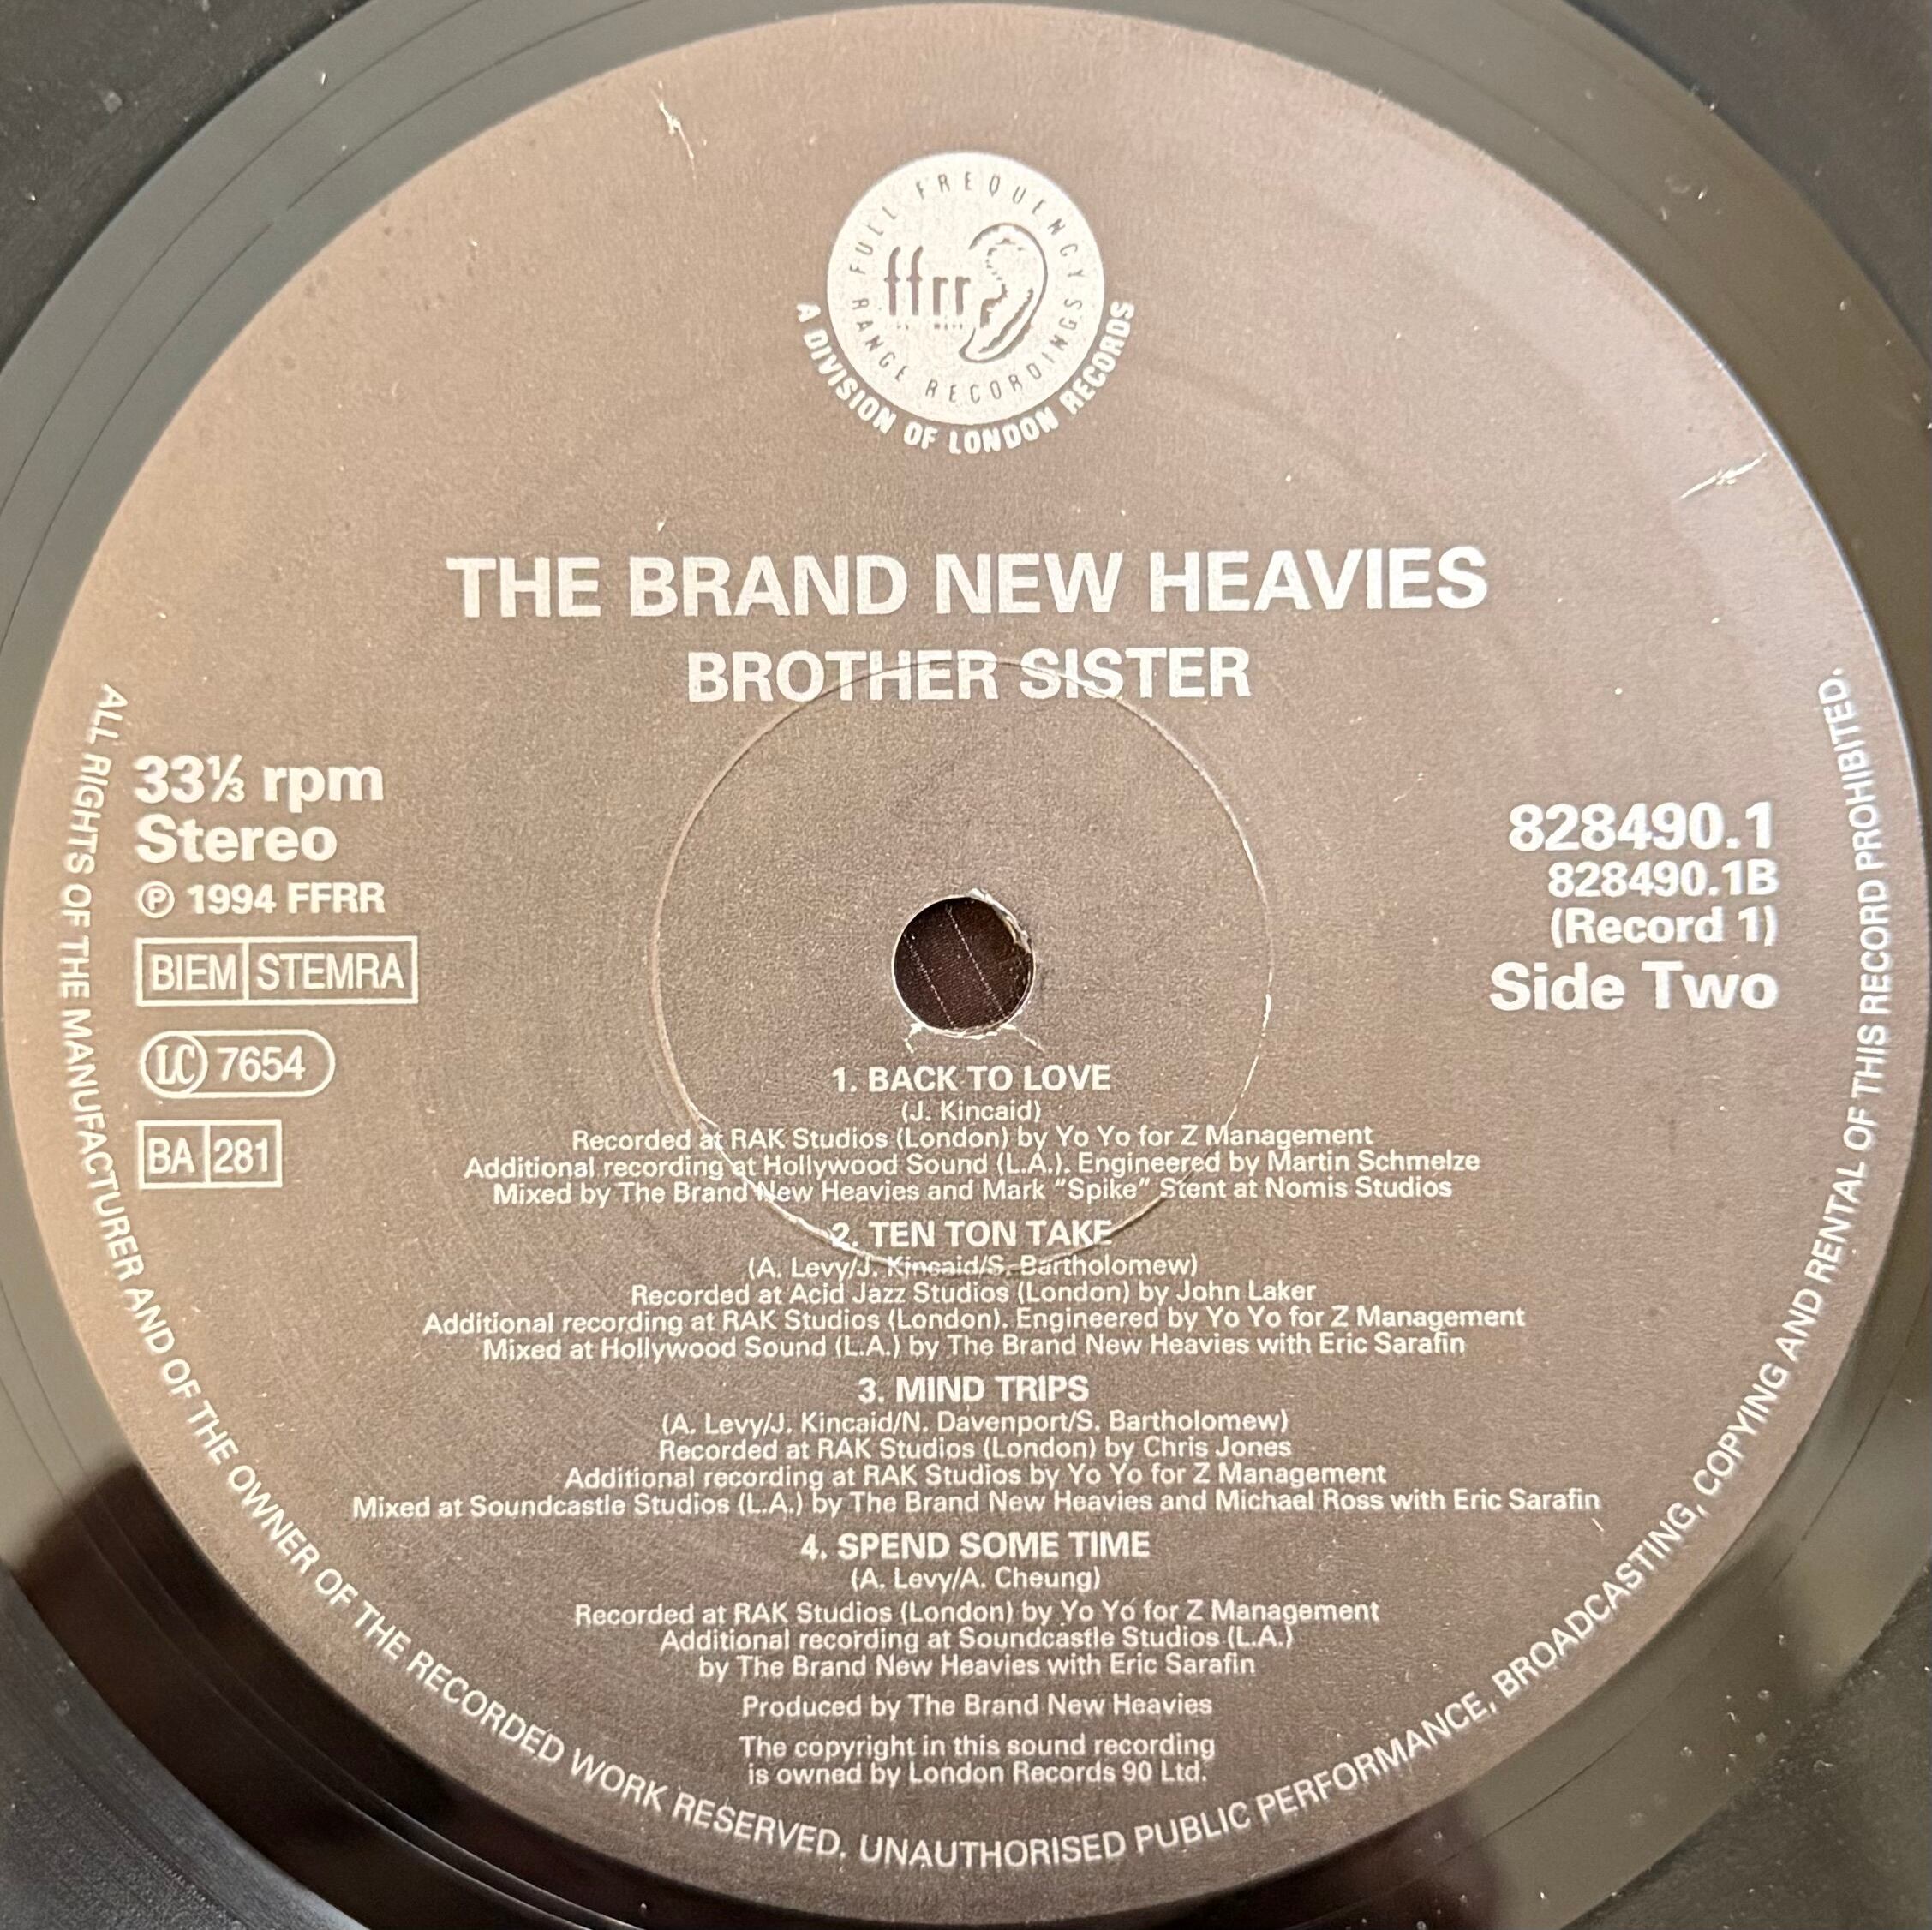 FULL FREQUENCY
RANGE RECORDINGS
ffrr
A DIVISION OF LONDON RECORDS
THE BRAND NEW HEAVIES
BROTHER SISTER
33⅓ rpm
Stereo
℗ 1994 FFRR
BIEM STEMRA
LC 7654
BA 281
828490.1
828490.1B
(Record 1)
Side Two
1. BACK TO LOVE
(J. Kincaid)
Recorded at RAK Studios (London) by Yo Yo for Z Management
Additional recording at Hollywood Sound (L.A.). Engineered by Martin Schmelze
Mixed by The Brand New Heavies and Mark “Spike” Stent at Nomis Studios
2. TEN TON TAKE
(A. Levy/J. Kincaid/S. Bartholomew)
Recorded at Acid Jazz Studios (London) by John Laker
Additional recording at RAK Studios (London). Engineered by Yo Yo for Z Management
Mixed at Hollywood Sound (L.A.) by The Brand New Heavies with Eric Sarafin
3. MIND TRIPS
(A. Levy/J. Kincaid/N. Davenport/S. Bartholomew)
Recorded at RAK Studios (London) by Chris Jones
Additional recording at RAK Studios by Yo Yo for Z Management
Mixed at Soundcastle Studios (L.A.) by The Brand New Heavies and Michael Ross with Eric Sarafin
4. SPEND SOME TIME
(A. Levy/A. Cheung)
Recorded at RAK Studios (London) by Yo Yo for Z Management
Additional recording at Soundcastle Studios (L.A.)
by The Brand New Heavies with Eric Sarafin
Produced by The Brand New Heavies
The copyright in this sound recording
is owned by London Records 90 Ltd.
ALL RIGHTS OF THE MANUFACTURER AND OF THE OWNER OF THE RECORDED WORK RESERVED. UNAUTHORISED PUBLIC PERFORMANCE, BROADCASTING, COPYING AND RENTAL OF THIS RECORD PROHIBITED.